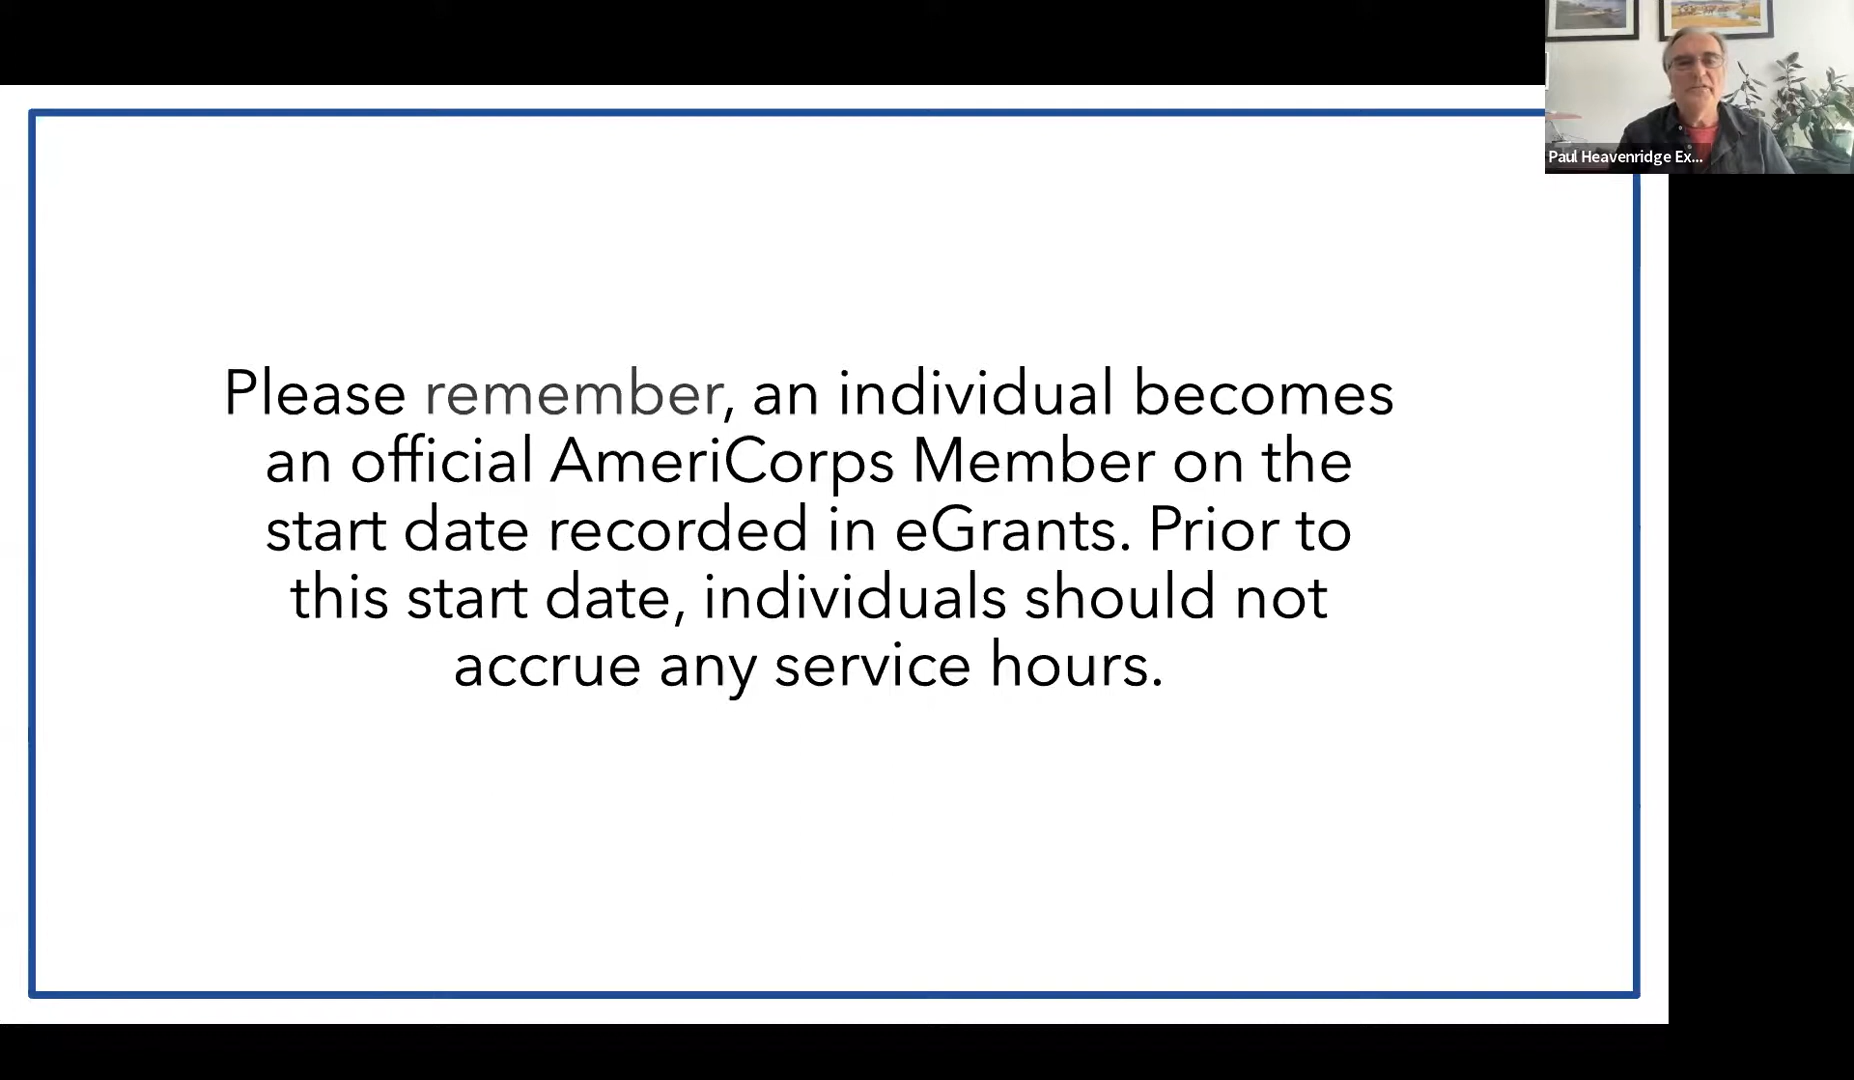 Paul Heavenridge Ex...
Please remember, an individual becomes
an official AmeriCorps Member on the
start date recorded in eGrants. Prior to
this start date, individuals should not
accrue any service hours.